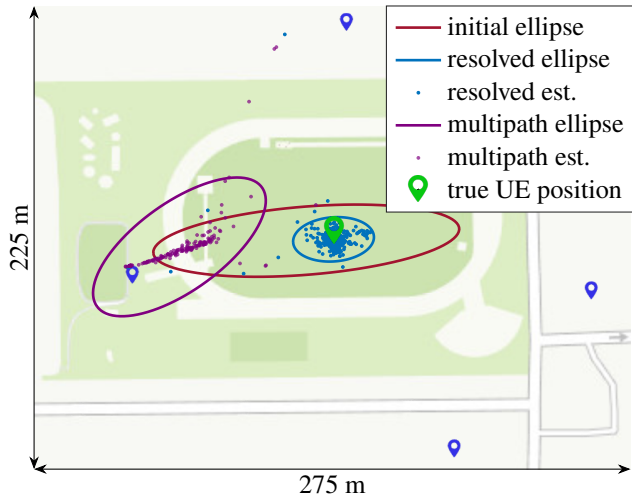 initial ellipse
resolved ellipse
resolved est.
multipath ellipse
multipath est.
true UE position
225 m
275 m